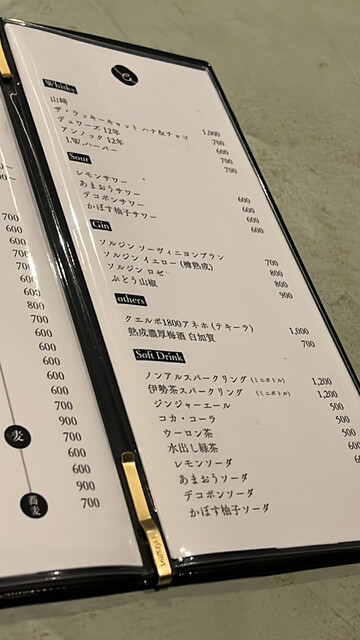 Whisky
山崎 1,000
ザ・ラッキーキャット ハナ&チョコ 700
デュワーズ 12年 600
アンノック 12年 700
I.W.ハーパー 700
Sour
レモンサワー 600
あまおうサワー 600
デコポンサワー 600
かぼす柚子サワー 600
Gin
ソルジン ソーヴィニヨンブラン 700
ソルジン イエロー (樽熟成) 800
ソルジン ロゼ 800
ぶどう山椒 900
others
クエルボ1800アネホ (テキーラ) 1,000
熟成濃厚梅酒 白加賀 700
Soft Drink
ノンアルスパークリング (ミニボトル) 1,200
伊勢茶スパークリング (ミニボトル) 1,200
ジンジャーエール 500
コカ・コーラ 500
ウーロン茶 500
水出し緑茶
レモンソーダ
あまおうソーダ
デコポンソーダ
かぼす柚子ソーダ
700
600
600
700
600
600
600
800
700
600
600
600
600
700
麦 700
600
600
900
蕎麦 700